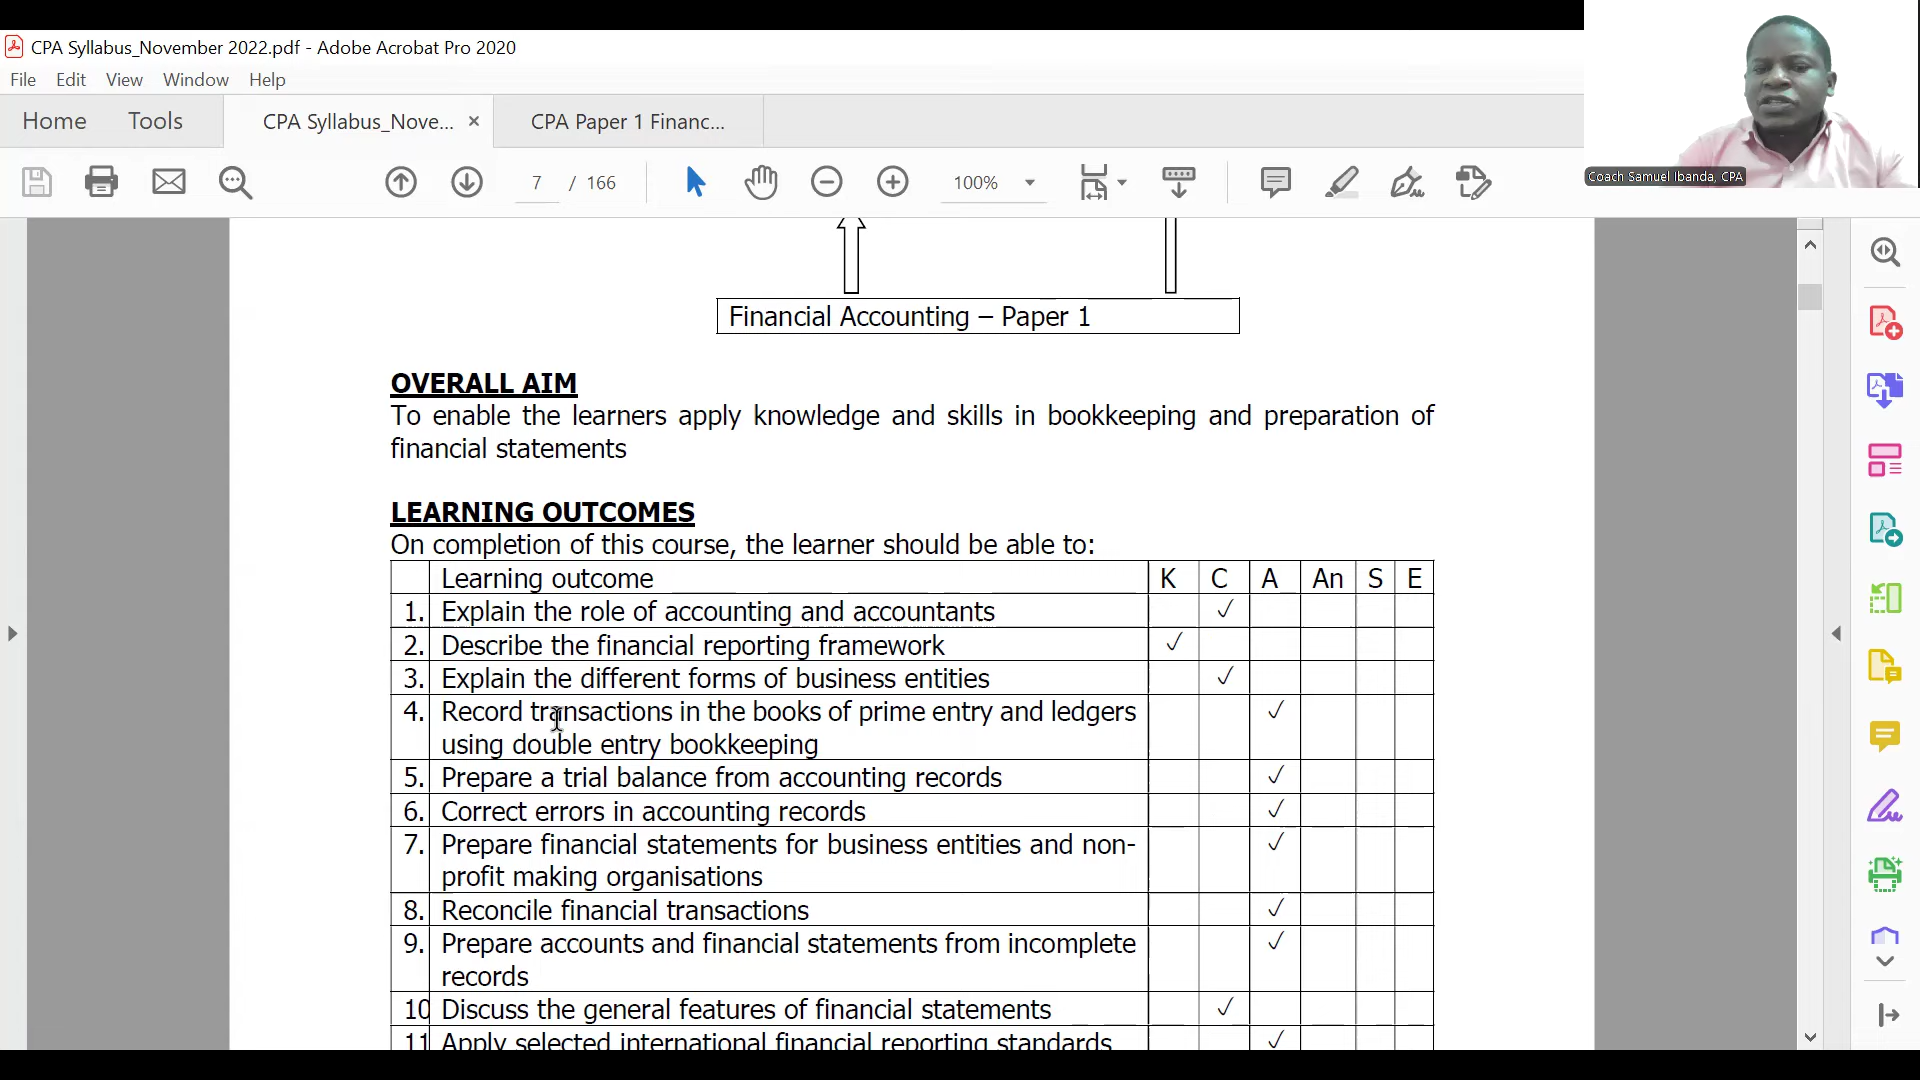 CPA Syllabus_November 2022.pdf - Adobe Acrobat Pro 2020
File Edit View Window Help
Home Tools CPA Syllabus_Nove... × CPA Paper 1 Financ...
7 / 166 100%
Coach Samuel Ibanda, CPA
Financial Accounting – Paper 1
OVERALL AIM
To enable the learners apply knowledge and skills in bookkeeping and preparation of
financial statements
LEARNING OUTCOMES
On completion of this course, the learner should be able to:
Learning outcome K C A An S E
1. Explain the role of accounting and accountants ✓
2. Describe the financial reporting framework ✓
3. Explain the different forms of business entities ✓
4. Record transactions in the books of prime entry and ledgers ✓
using double entry bookkeeping
5. Prepare a trial balance from accounting records ✓
6. Correct errors in accounting records ✓
7. Prepare financial statements for business entities and non- ✓
profit making organisations
8. Reconcile financial transactions ✓
9. Prepare accounts and financial statements from incomplete ✓
records
10 Discuss the general features of financial statements ✓
11 Apply selected international financial reporting standards ✓